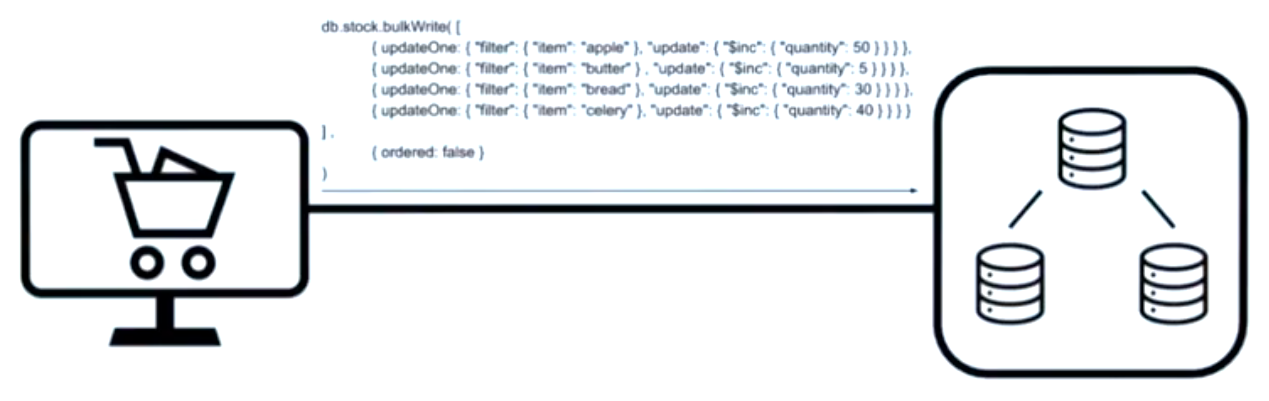 db.stock.bulkWrite( [
{ updateOne: { "filter": { "item": "apple" }, "update": { "$inc": { "quantity": 50 } } } },
{ updateOne: { "filter": { "item": "butter" } , "update": { "$inc": { "quantity": 5 } } } },
{ updateOne: { "filter": { "item": "bread" }, "update": { "$inc": { "quantity": 30 } } } },
{ updateOne: { "filter": { "item": "celery" }, "update": { "$inc": { "quantity": 40 } } } }
] ,
{ ordered: false }
)